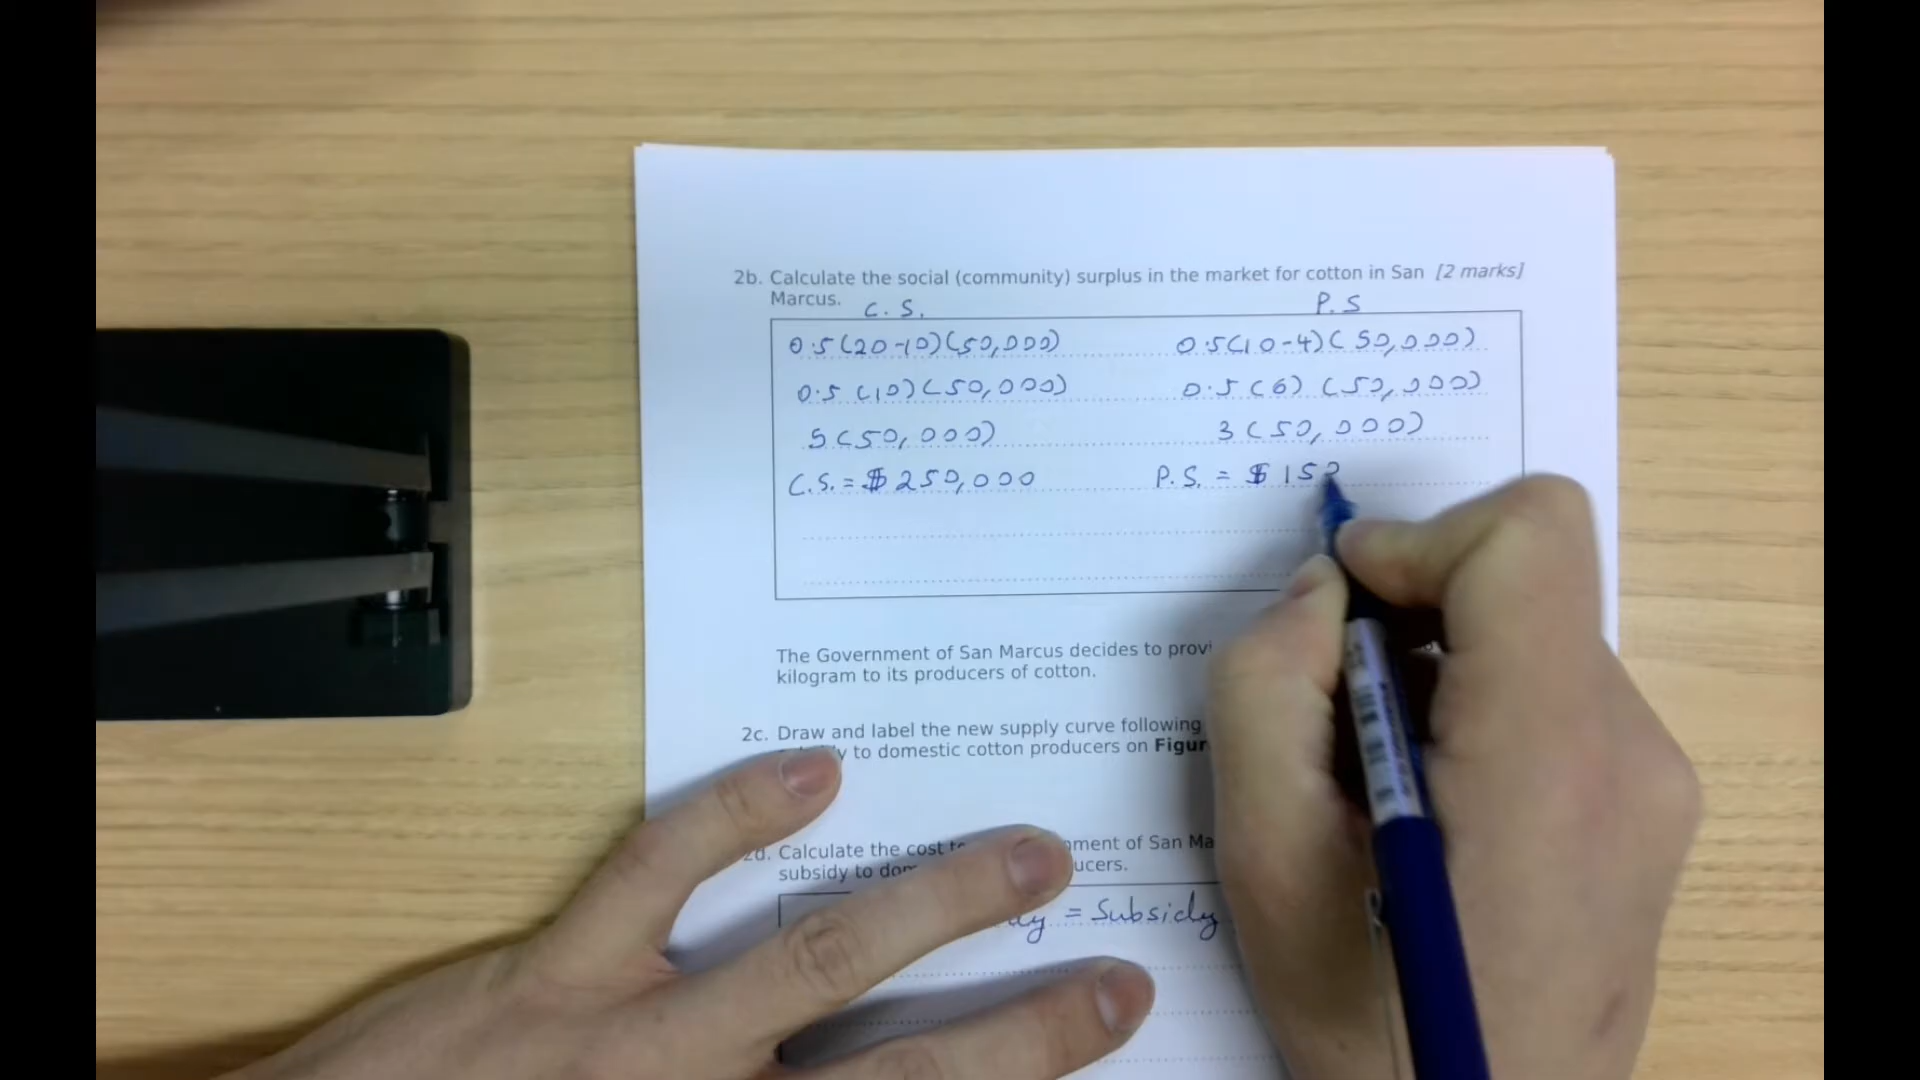 2b. Calculate the social (community) surplus in the market for cotton in San [2 marks]
Marcus.
C.S. P.S
0.5(20-10)(50,000) 0.5(10-4)(50,000)
0.5(10)(50,000) 0.5(6)(50,000)
5(50,000) 3(50,000)
C.S. = $250,000 P.S. = $15
The Government of San Marcus decides to provi
kilogram to its producers of cotton.
2c. Draw and label the new supply curve following
to domestic cotton producers on Figur
2d. Calculate the cost of San Ma
subsidy to
= Subsidy